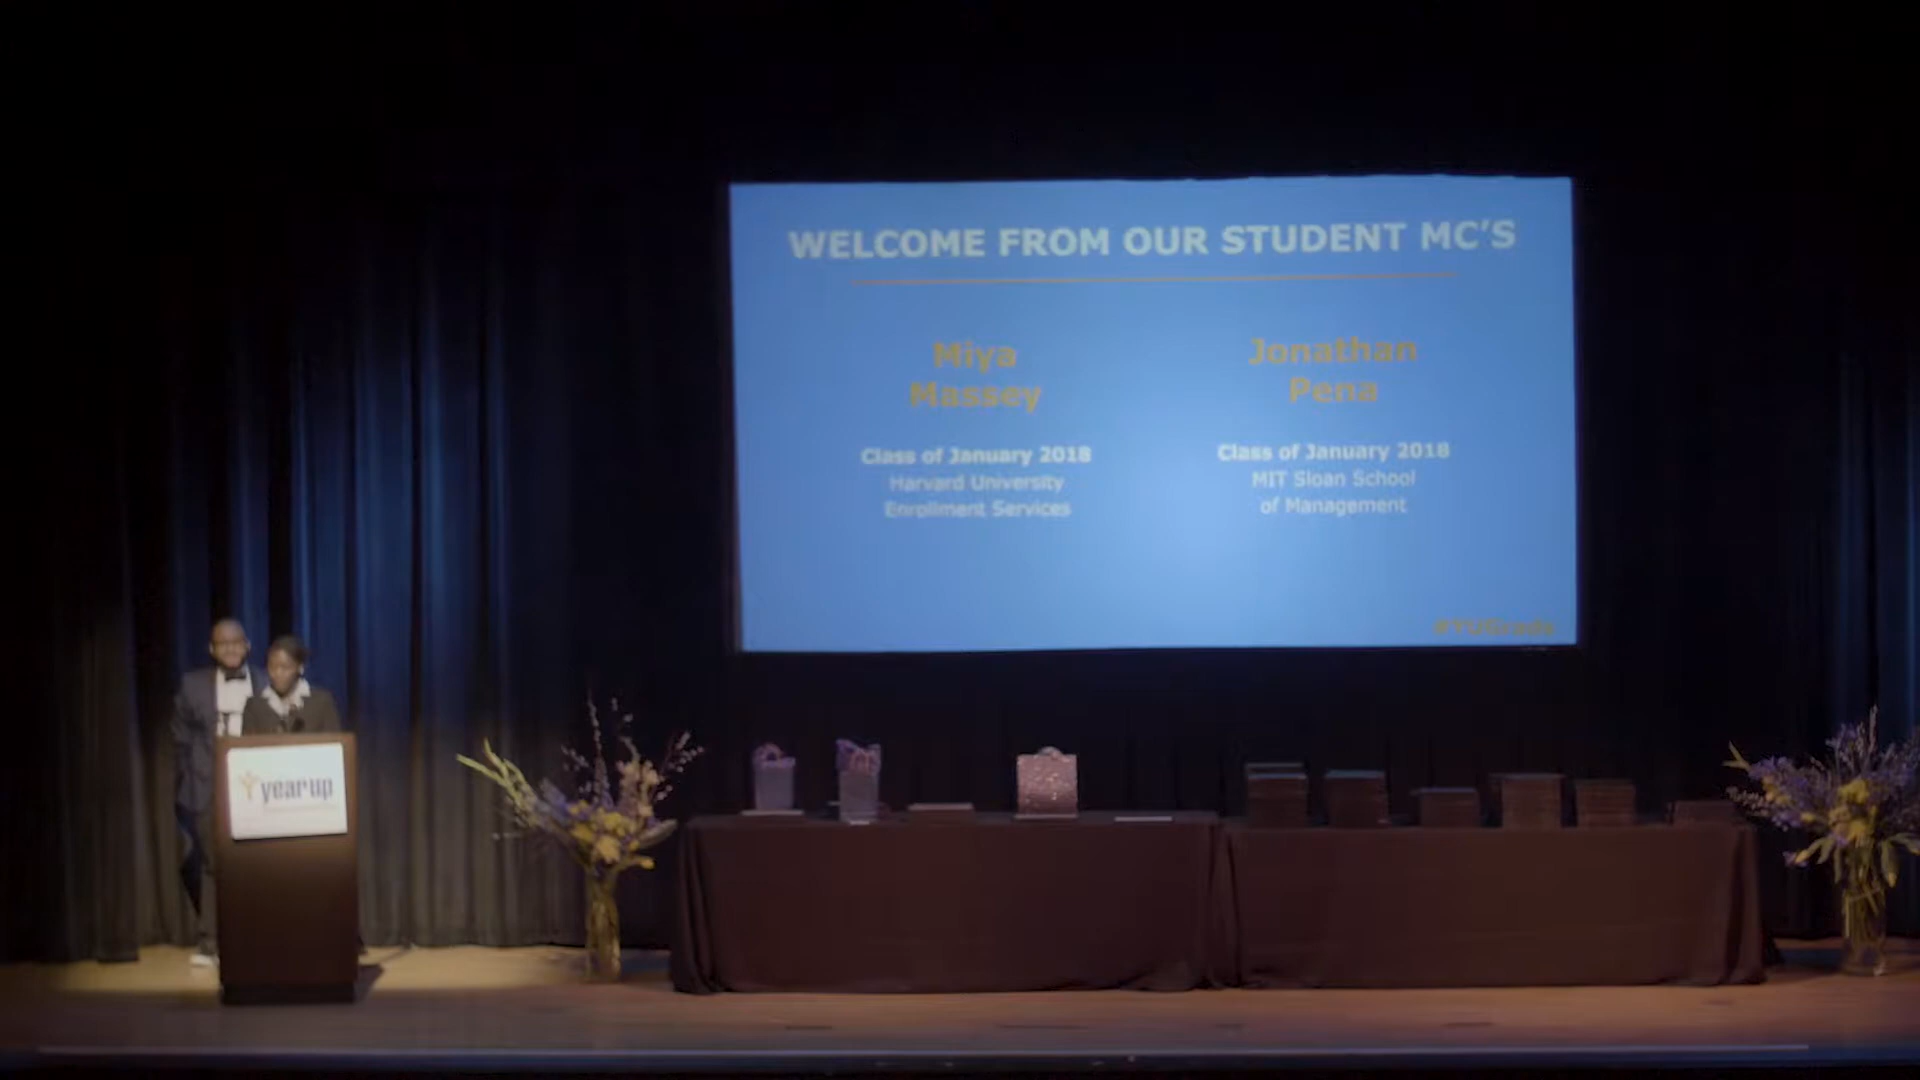 WELCOME FROM OUR STUDENT MC'S
Miya
Massey
Class of January 2018
Harvard University
Enrollment Services
Jonathan
Pena
Class of January 2018
MIT Sloan School
of Management
#YUGrads
year up